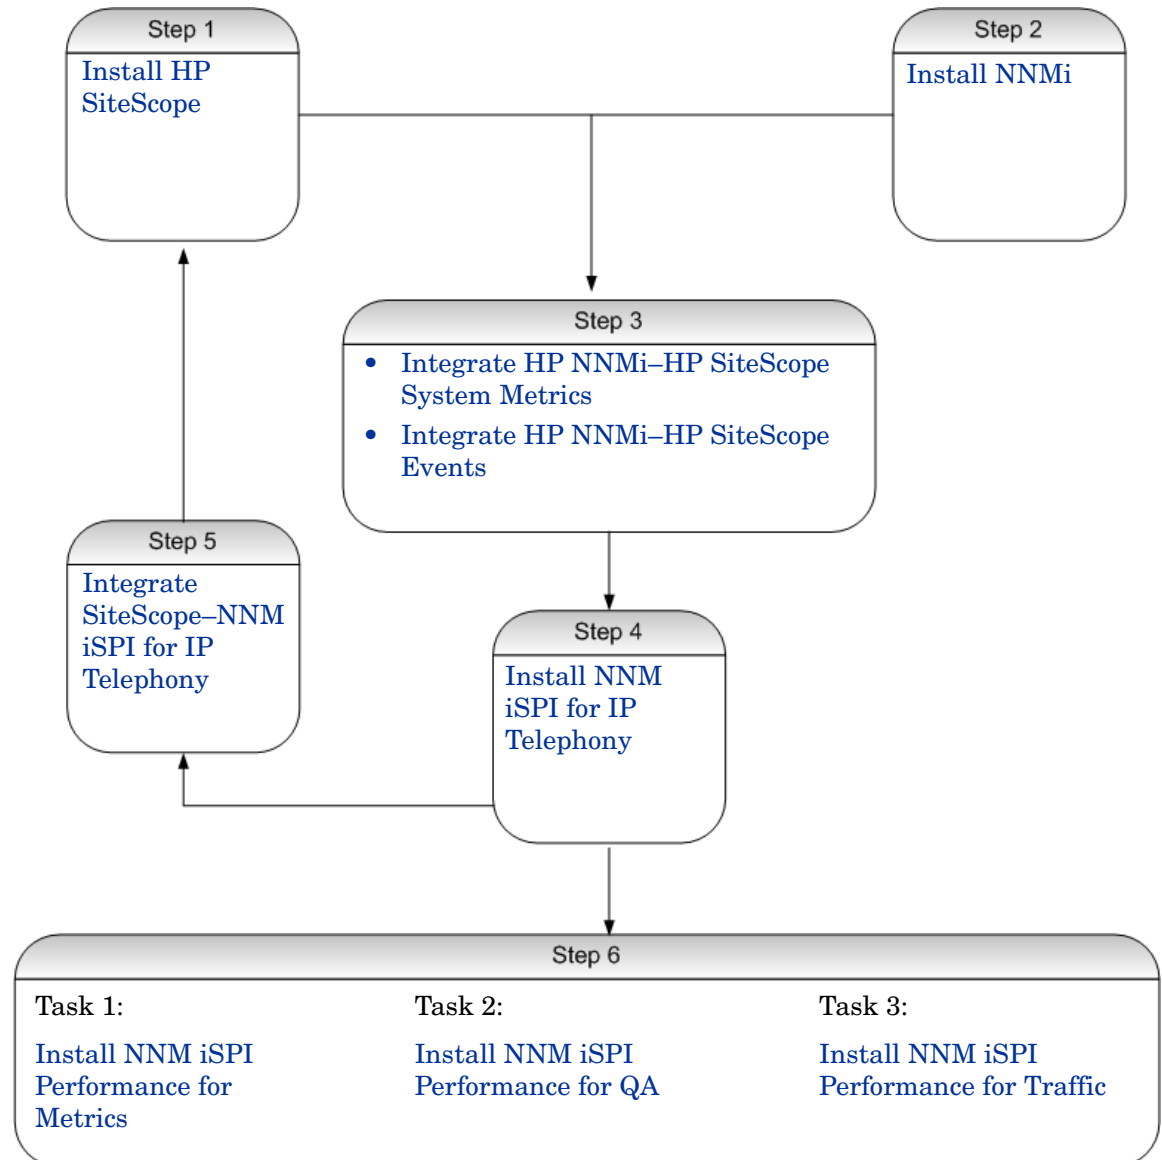 Step 1
Install HP
SiteScope
Step 2
Install NNMi
Step 3
• Integrate HP NNMi–HP SiteScope
System Metrics
• Integrate HP NNMi–HP SiteScope
Events
Step 5
Integrate
SiteScope–NNM
iSPI for IP
Telephony
Step 4
Install NNM
iSPI for IP
Telephony
Step 6
Task 1:
Install NNM iSPI
Performance for
Metrics
Task 2:
Install NNM iSPI
Performance for QA
Task 3:
Install NNM iSPI
Performance for Traffic